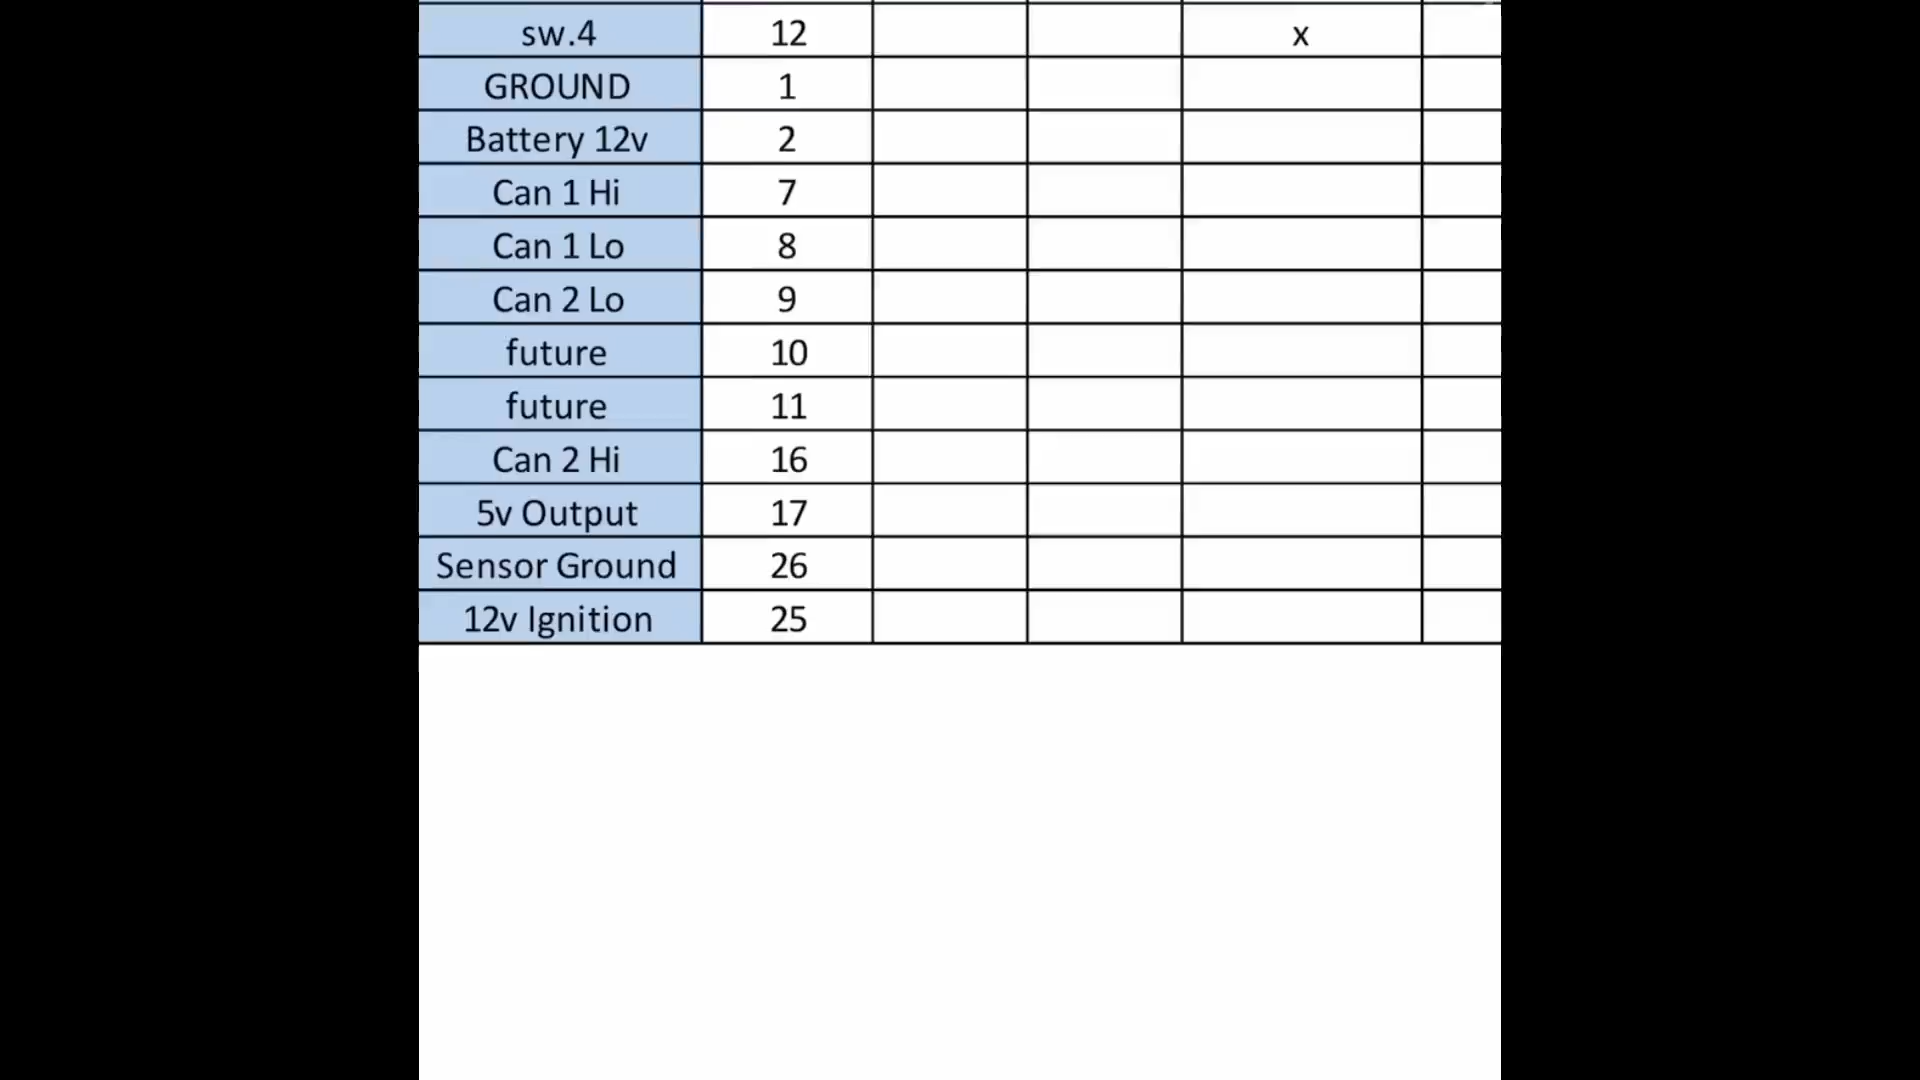 sw.4 12 x
GROUND 1
Battery 12v 2
Can 1 Hi 7
Can 1 Lo 8
Can 2 Lo 9
future 10
future 11
Can 2 Hi 16
5v Output 17
Sensor Ground 26
12v Ignition 25